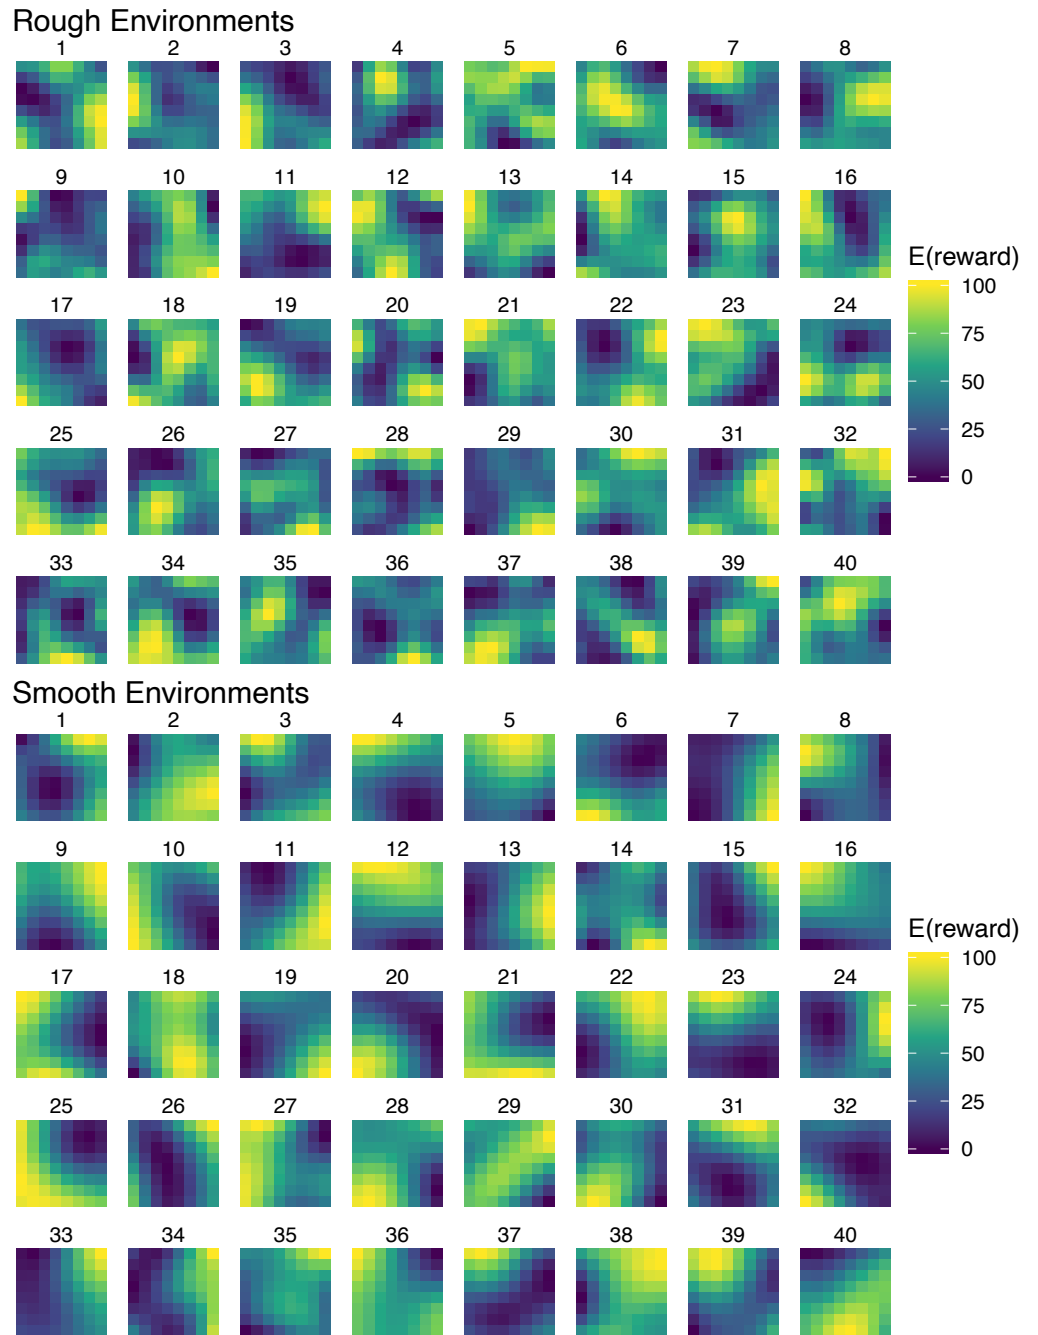 Rough Environments
1 2 3 4 5 6 7 8
9 10 11 12 13 14 15 16
17 18 19 20 21 22 23 24
25 26 27 28 29 30 31 32
33 34 35 36 37 38 39 40
E(reward)
100
75
50
25
0
Smooth Environments
1 2 3 4 5 6 7 8
9 10 11 12 13 14 15 16
17 18 19 20 21 22 23 24
25 26 27 28 29 30 31 32
33 34 35 36 37 38 39 40
E(reward)
100
75
50
25
0